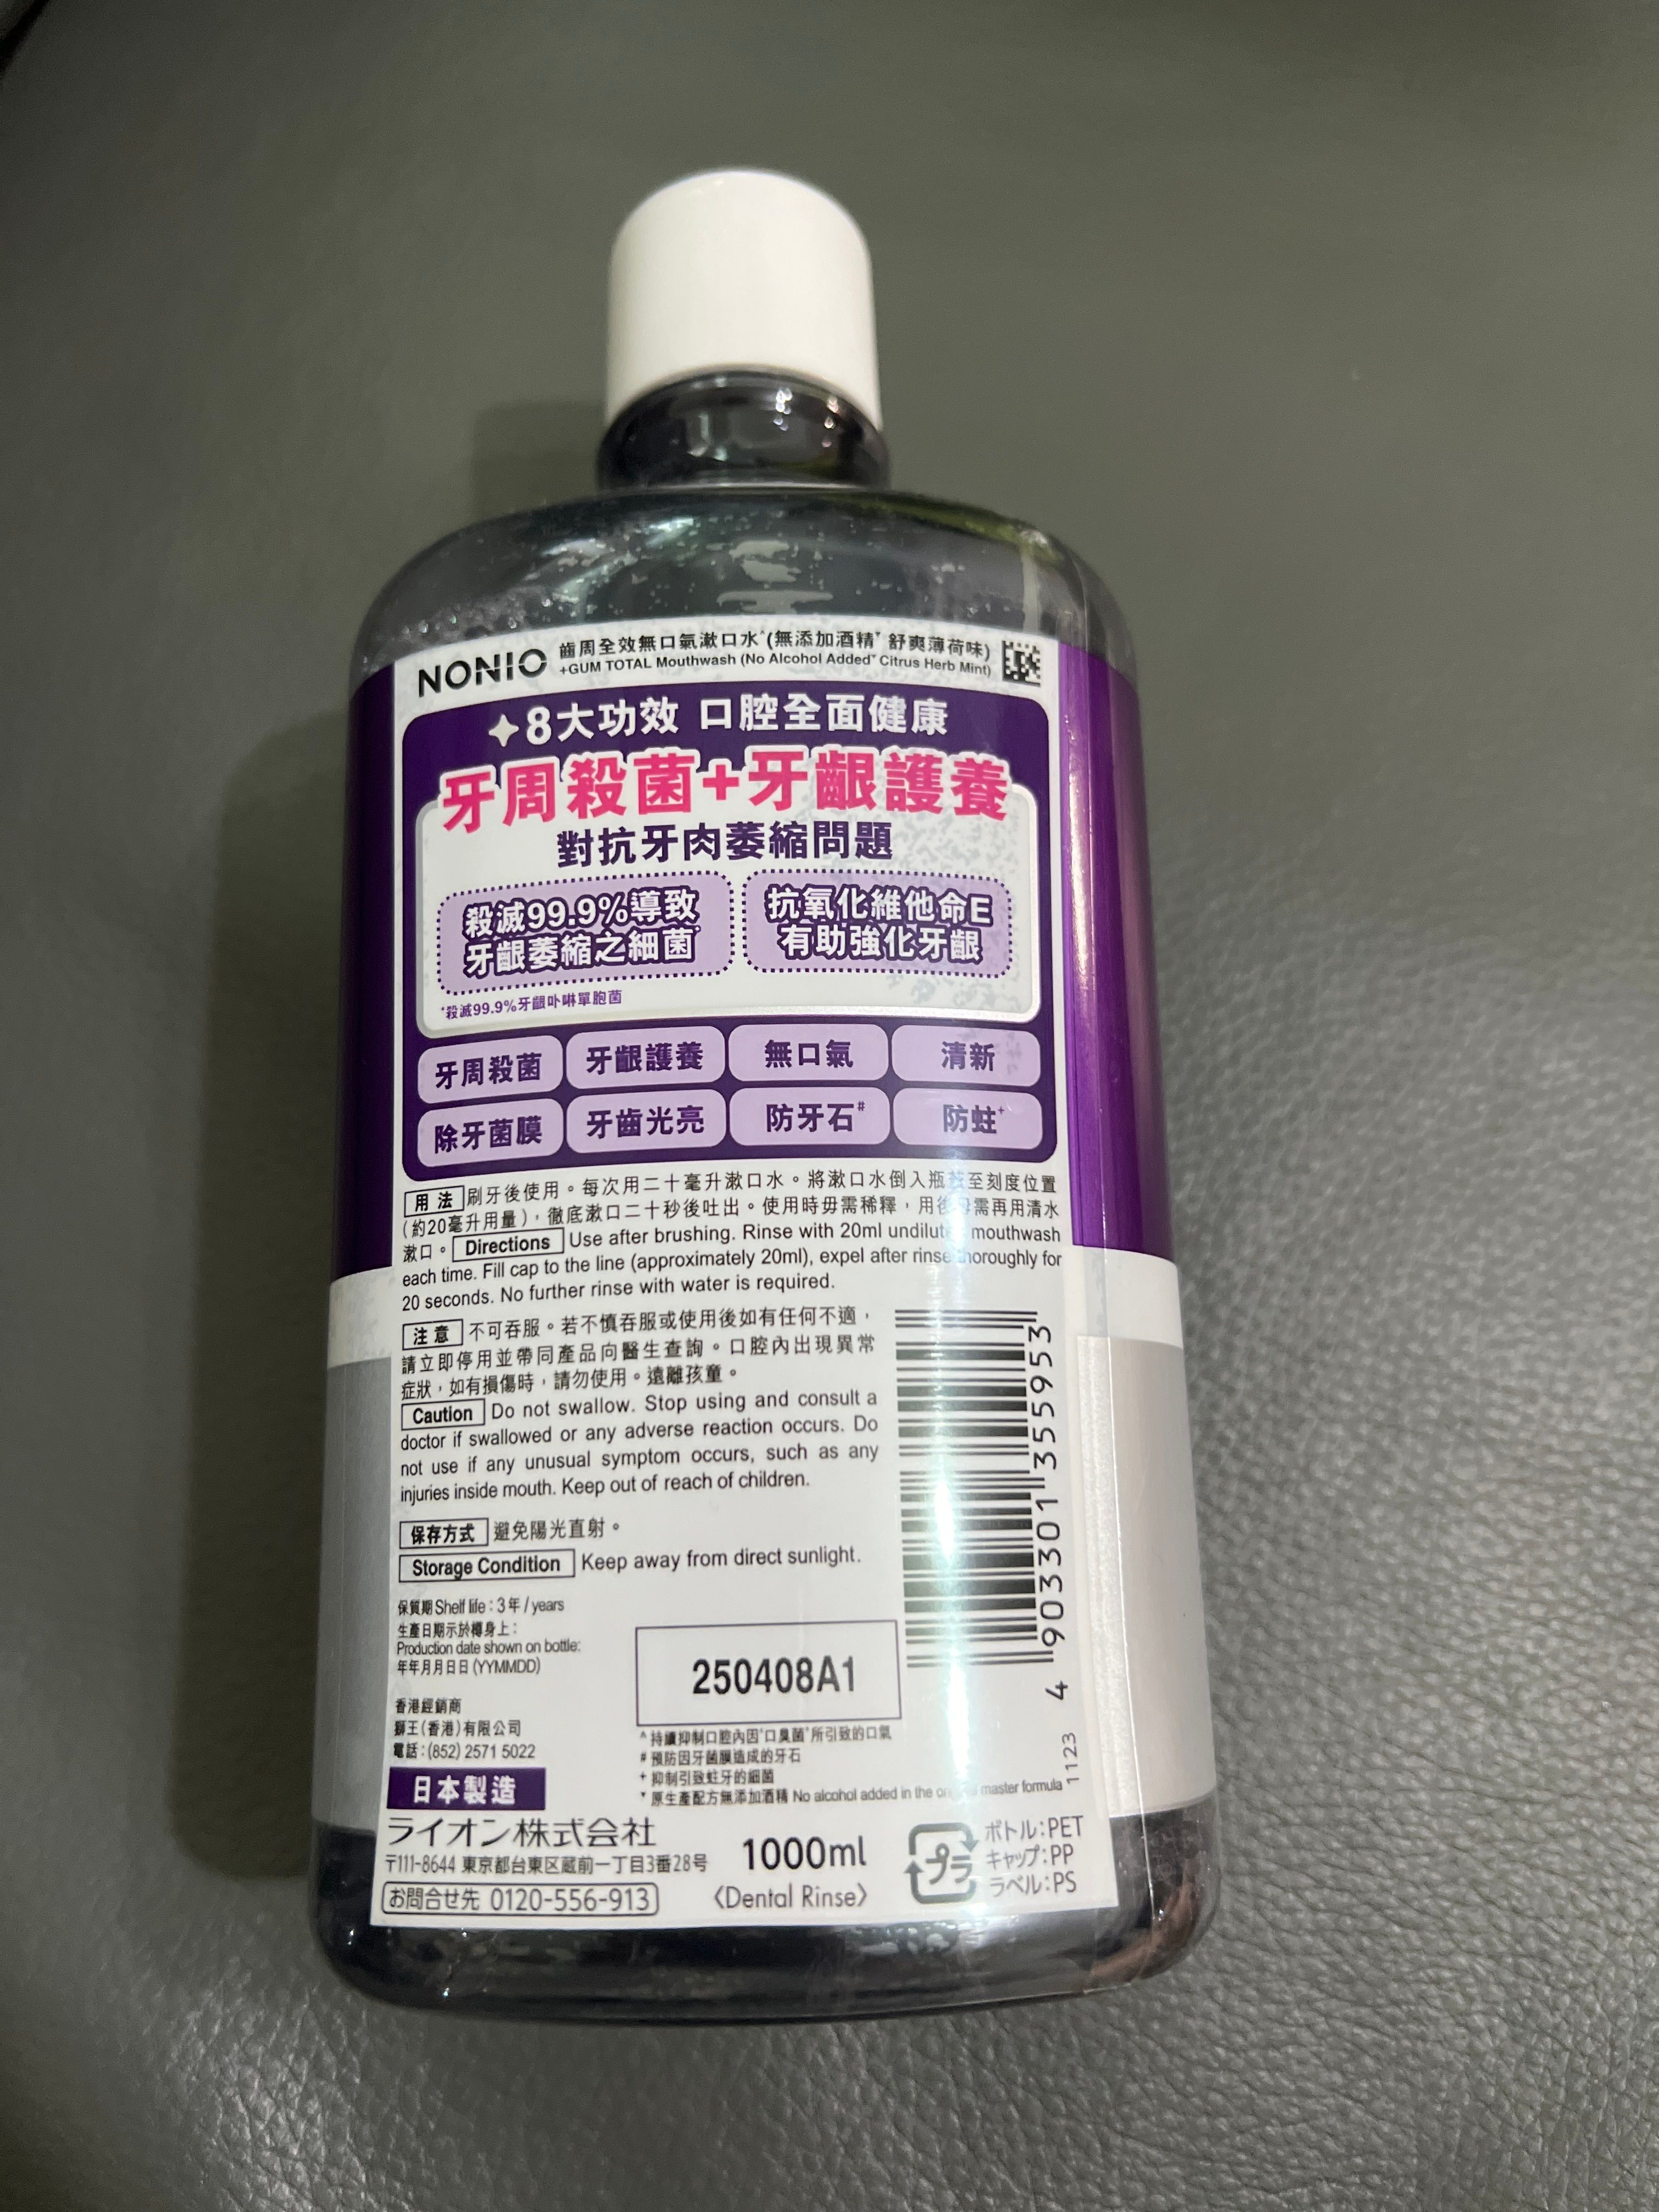 NONIO
齒周全效無口氣漱口水^(無添加酒精* 舒爽薄荷味)
+GUM TOTAL Mouthwash (No Alcohol Added* Citrus Herb Mint)
8大功效 口腔全面健康
牙周殺菌+牙齦護養
對抗牙肉萎縮問題
殺滅99.9%導致
牙齦萎縮之細菌*
抗氧化維他命E
有助強化牙齦
*殺滅99.9%牙齦卟啉單胞菌
牙周殺菌 牙齦護養 無口氣 清新
除牙菌膜 牙齒光亮 防牙石# 防蛀+
用法 刷牙後使用。每次用二十毫升漱口水。將漱口水倒入瓶 至刻度位置
(約20毫升用量),徹底漱口二十秒後吐出。使用時毋需稀釋,用後毋需再用清水
漱口。 Directions Use after brushing. Rinse with 20ml mouthwash
each time. Fill cap to the line (approximately 20ml), expel after rinse for
20 seconds. No further rinse with water is required.
注意 不可吞服。若不慎吞服或使用後如有任何不適,
請立即停用並帶同產品向醫生查詢。口腔內出現異常
症狀,如有損傷時,請勿使用。遠離孩童。
Caution Do not swallow. Stop using and consult a
doctor if swallowed or any adverse reaction occurs. Do
not use if any unusual symptom occurs, such as any
injuries inside mouth. Keep out of reach of children.
保存方式 避免陽光直射。
Storage Condition Keep away from direct sunlight.
保質期 Shelf life : 3年 / years
生產日期示於樽身上:
Production date shown on bottle:
年年月月日日 (YYMMDD)
250408A1
香港經銷商
獅王(香港)有限公司
電話:(852) 2571 5022
日本製造
^ 持續抑制口腔內因"口臭菌"所引致的口氣
# 預防因牙菌膜造成的牙石
+ 抑制引致蛀牙的細菌
* 原生產配方無添加酒精 No alcohol added in the master formula
4 903301 355953
1123
ライオン株式会社
〒111-8644 東京都台東区蔵前一丁目3番28号
お問合せ先 0120-556-913
1000ml
〈Dental Rinse〉
プラ
ボトル:PET
キャップ:PP
ラベル:PS